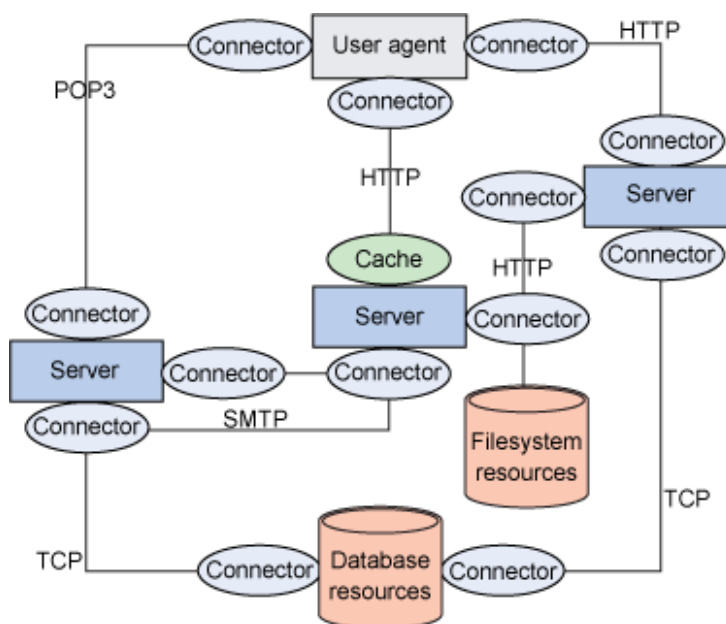 Connector
User agent
Connector
HTTP
POP3
Connector
Connector
HTTP
Connector
Server
Cache
HTTP
Connector
Connector
Server
Connector
Server
Connector
Connector
Connector
SMTP
Filesystem
resources
TCP
TCP
Connector
Database
resources
Connector